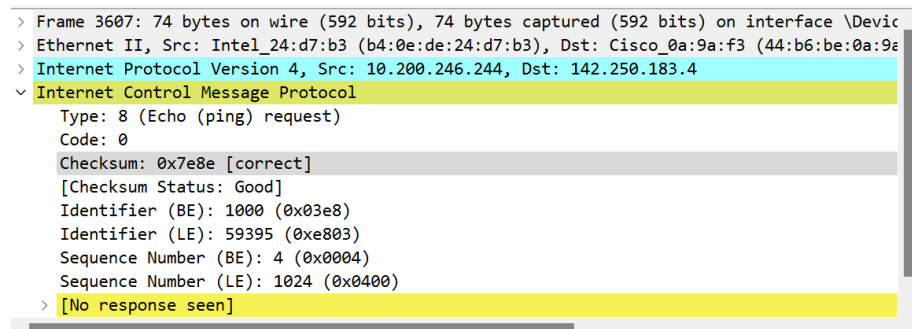 > Frame 3607: 74 bytes on wire (592 bits), 74 bytes captured (592 bits) on interface \Devic
> Ethernet II, Src: Intel_24:d7:b3 (b4:0e:de:24:d7:b3), Dst: Cisco_0a:9a:f3 (44:b6:be:0a:9a
> Internet Protocol Version 4, Src: 10.200.246.244, Dst: 142.250.183.4
Internet Control Message Protocol
Type: 8 (Echo (ping) request)
Code: 0
Checksum: 0x7e8e [correct]
[Checksum Status: Good]
Identifier (BE): 1000 (0x03e8)
Identifier (LE): 59395 (0xe803)
Sequence Number (BE): 4 (0x0004)
Sequence Number (LE): 1024 (0x0400)
> [No response seen]